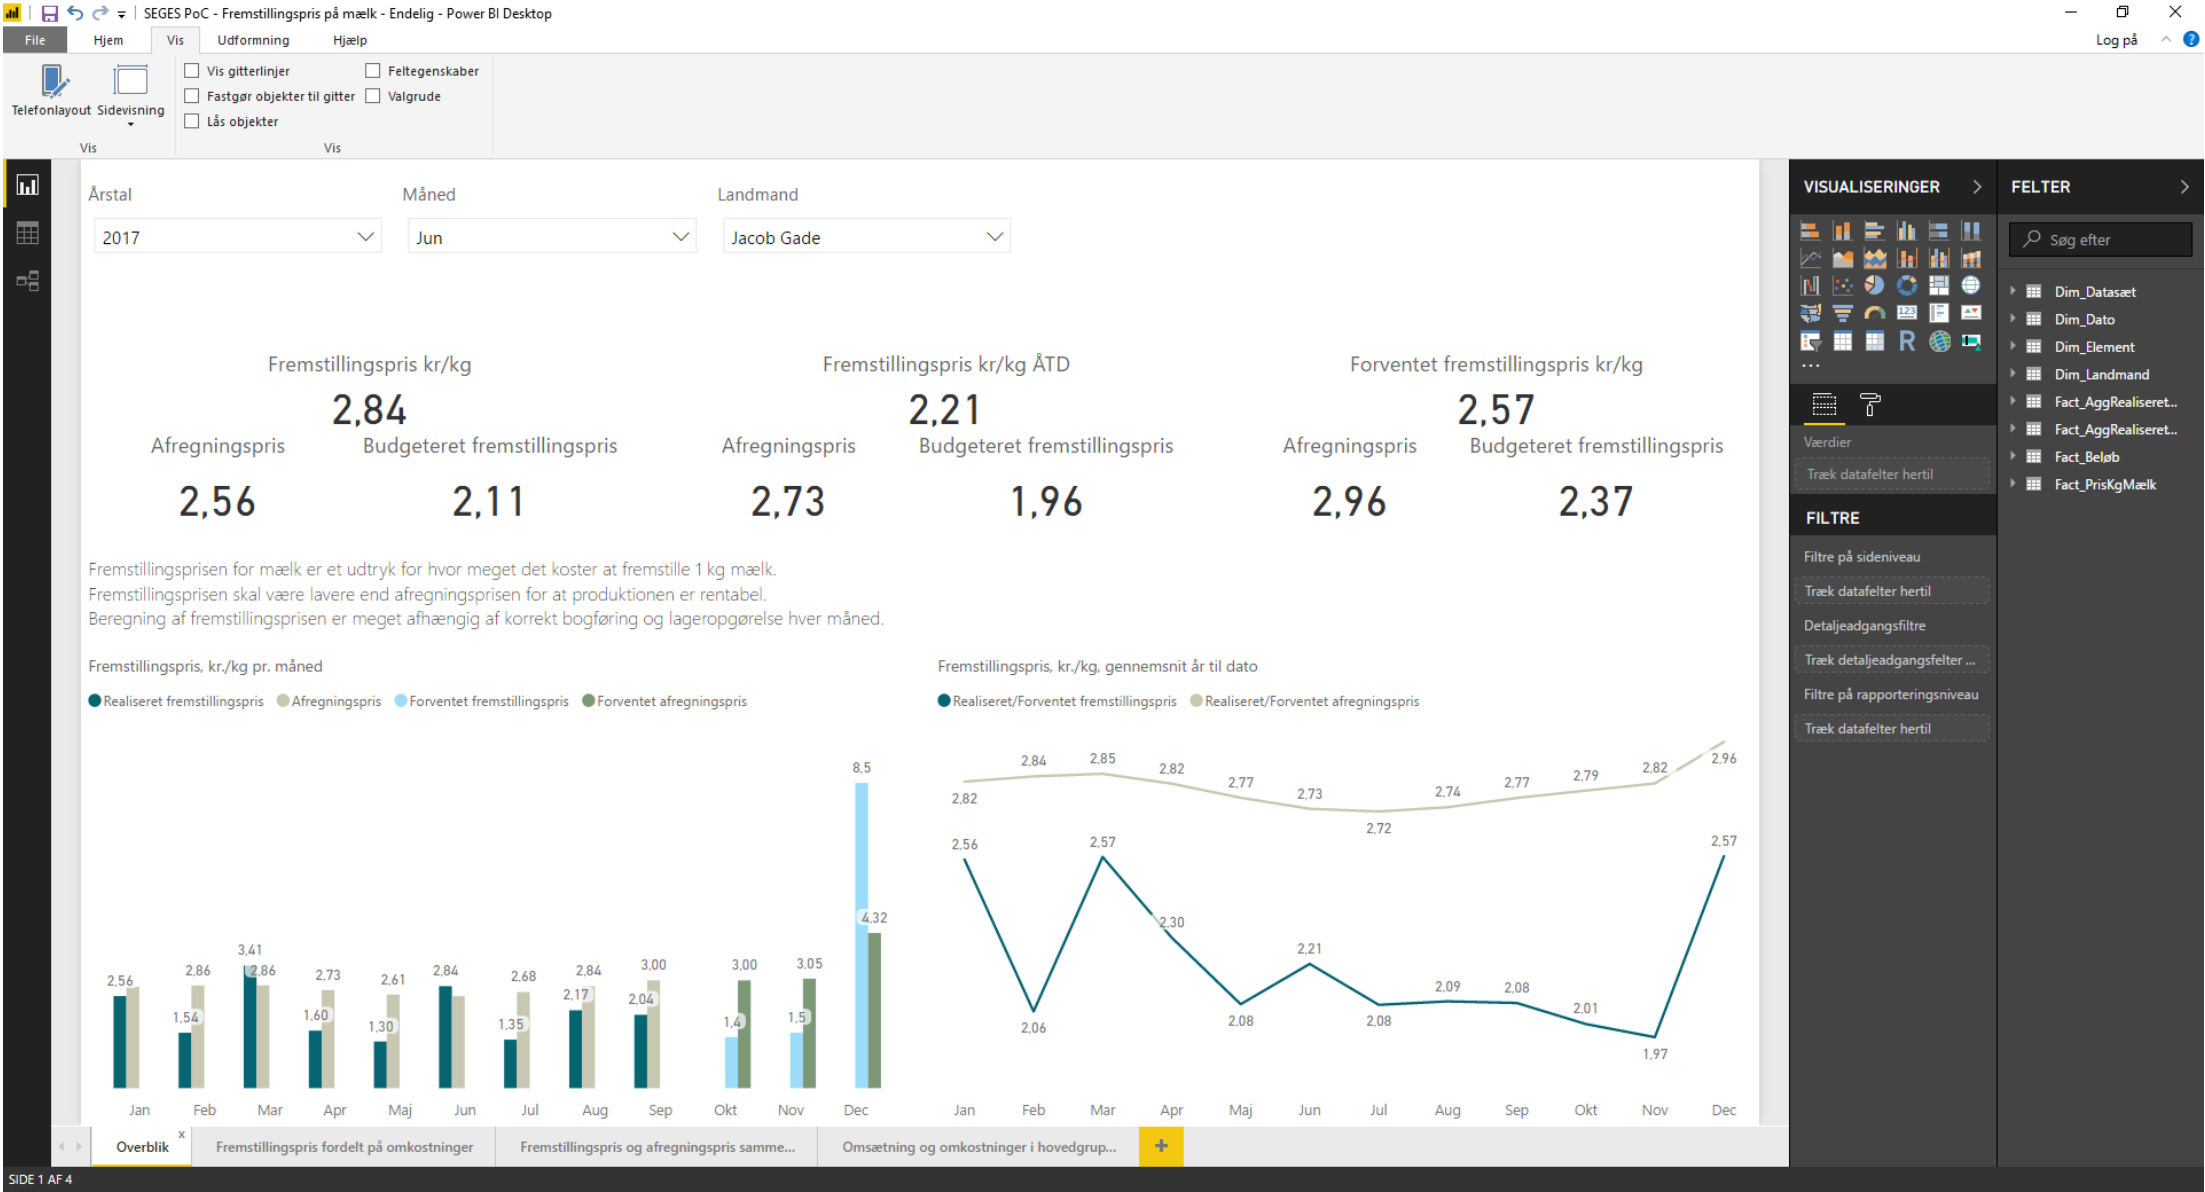 SEGES PoC - Fremstillingspris på mælk - Endelig - Power BI Desktop
File Hjem Vis Udformning Hjælp Log på
Telefonlayout Sidevisning
Vis gitterlinjer
Fastgør objekter til gitter
Lås objekter
Feltegenskaber
Valgrude
Vis Vis
Årstal Måned Landmand
2017 Jun Jacob Gade
Fremstillingspris kr/kg
2,84
Afregningspris Budgeteret fremstillingspris
2,56 2,11
Fremstillingspris kr/kg ÅTD
2,21
Afregningspris Budgeteret fremstillingspris
2,73 1,96
Forventet fremstillingspris kr/kg
2,57
Afregningspris Budgeteret fremstillingspris
2,96 2,37
Fremstillingsprisen for mælk er et udtryk for hvor meget det koster at fremstille 1 kg mælk.
Fremstillingsprisen skal være lavere end afregningsprisen for at produktionen er rentabel.
Beregning af fremstillingsprisen er meget afhængig af korrekt bogføring og lageropgørelse hver måned.
Fremstillingspris, kr./kg pr. måned
Realiseret fremstillingspris Afregningspris Forventet fremstillingspris Forventet afregningspris
8,5
4,32
3,41
2,56 2,86 2,86 2,73 2,61 2,84 2,68 2,84 3,00 3,00 3,05
1,54 1,60 1,30 1,35 2,17 2,04 1,4 1,5
Jan Feb Mar Apr Maj Jun Jul Aug Sep Okt Nov Dec
Fremstillingspris, kr./kg, gennemsnit år til dato
Realiseret/Forventet fremstillingspris Realiseret/Forventet afregningspris
2,82 2,84 2,85 2,82 2,77 2,73 2,72 2,74 2,77 2,79 2,82 2,96
2,56 2,06 2,57 2,30 2,08 2,21 2,08 2,09 2,08 2,01 1,97 2,57
Jan Feb Mar Apr Maj Jun Jul Aug Sep Okt Nov Dec
Overblik x
Fremstillingspris fordelt på omkostninger
Fremstillingspris og afregningspris samme...
Omsætning og omkostninger i hovedgrup...
+
SIDE 1 AF 4
VISUALISERINGER
123
R
...
Værdier
Træk datafelter hertil
FILTRE
Filtre på sideniveau
Træk datafelter hertil
Detaljeadgangsfiltre
Træk detaljeadgangsfelter ...
Filtre på rapporteringsniveau
Træk datafelter hertil
FELTER
Søg efter
Dim_Datasæt
Dim_Dato
Dim_Element
Dim_Landmand
Fact_AggRealiseret...
Fact_AggRealiseret...
Fact_Beløb
Fact_PrisKgMælk